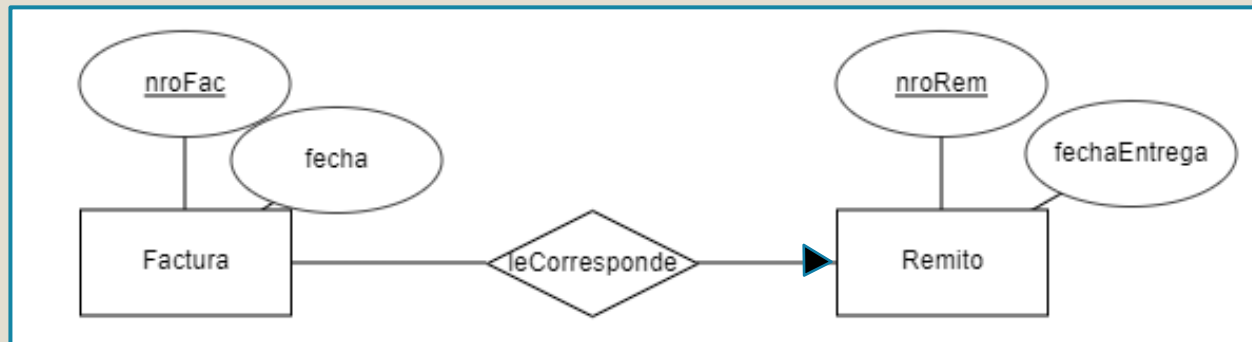 nroFac
fecha
nroRem
fechaEntrega
Factura
leCorresponde
Remito